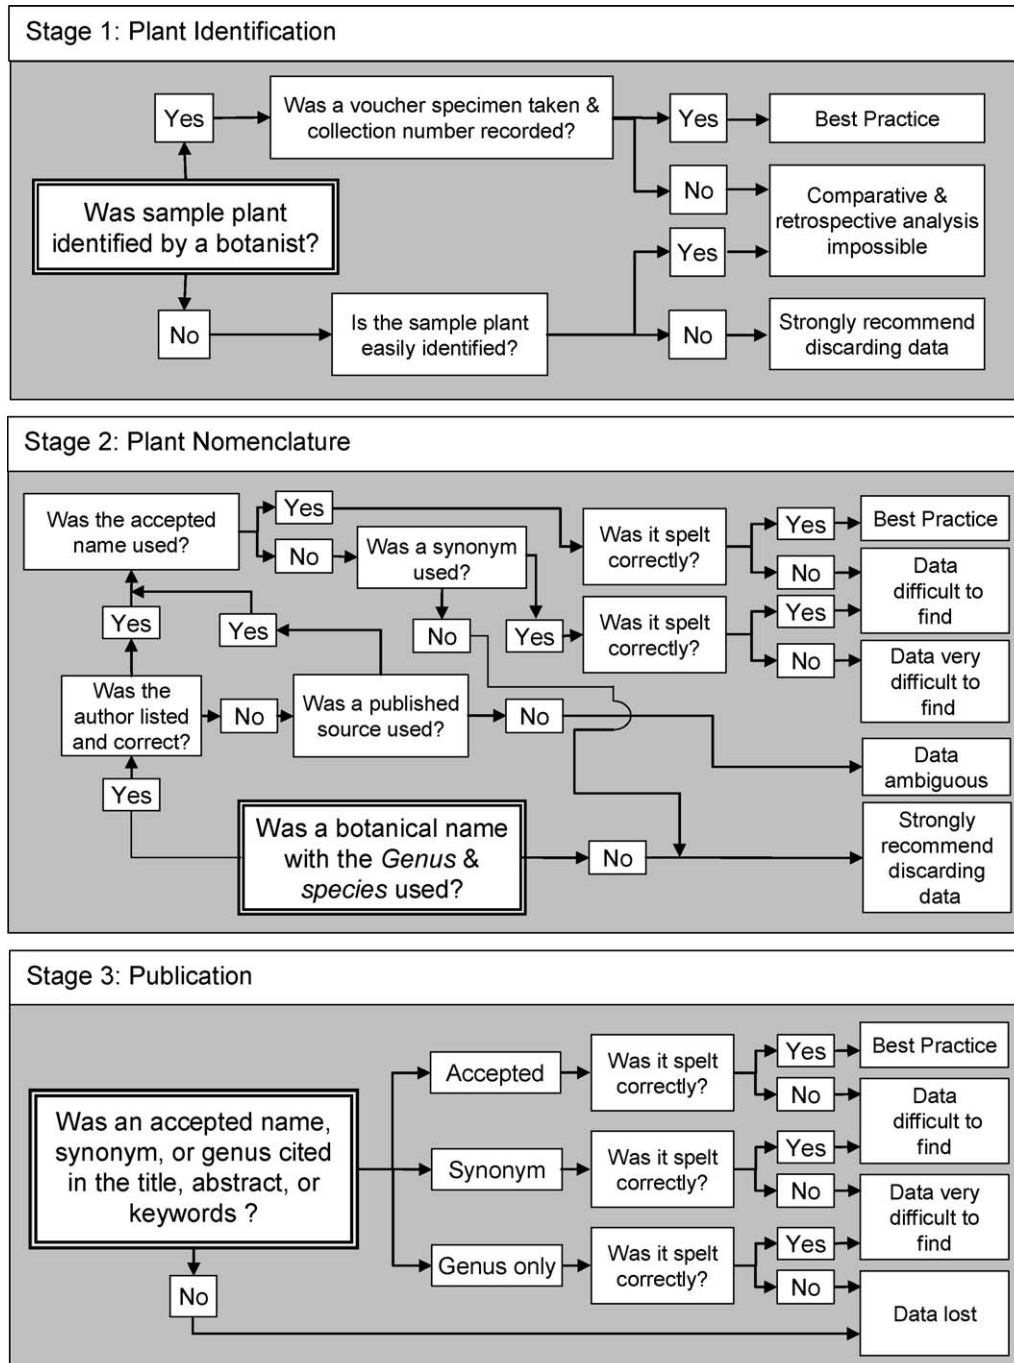 Stage 1: Plant Identification
Yes
Was a voucher specimen taken &
collection number recorded?
Yes
Best Practice
No
Comparative &
retrospective analysis
impossible
Was sample plant
identified by a botanist?
Yes
No
Is the sample plant
easily identified?
No
Strongly recommend
discarding data
Stage 2: Plant Nomenclature
Was the accepted
name used?
Yes
No
Was a synonym
used?
Was it spelt
correctly?
Yes
Best Practice
No
Data
difficult to
find
Yes
Yes
No
Yes
Was it spelt
correctly?
Yes
No
Data very
difficult to
find
Was the
author listed
and correct?
No
Was a published
source used?
No
Data
ambiguous
Yes
Was a botanical name
with the Genus &
species used?
No
Strongly
recommend
discarding
data
Stage 3: Publication
Was an accepted name,
synonym, or genus cited
in the title, abstract, or
keywords ?
Accepted
Was it spelt
correctly?
Yes
Best Practice
No
Data
difficult to
find
Synonym
Was it spelt
correctly?
Yes
No
Data very
difficult to
find
Genus only
Was it spelt
correctly?
Yes
No
Data lost
No